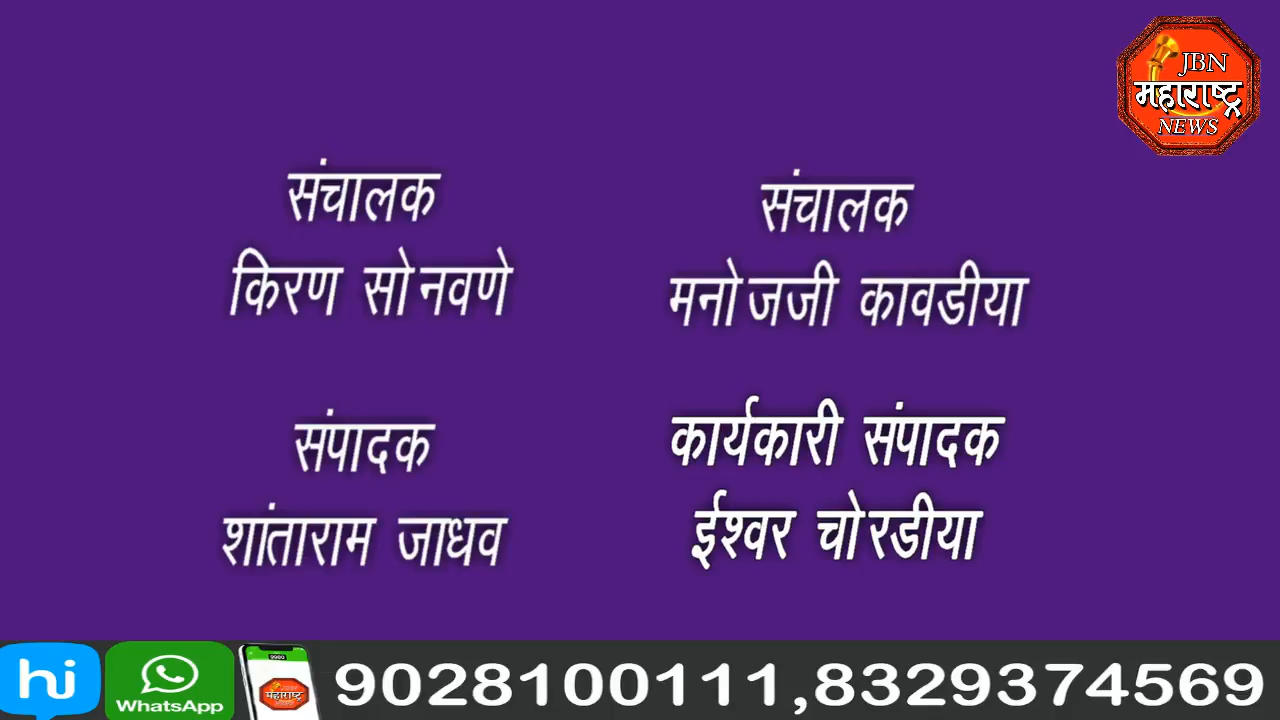 JBN
महाराष्ट्र
NEWS
संचालक
किरण सोनवणे
संचालक
मनोजजी कावडीया
संपादक
शांताराम जाधव
कार्यकारी संपादक
ईश्वर चोरडीया
hi
WhatsApp
महाराष्ट्र
9028100111,8329374569